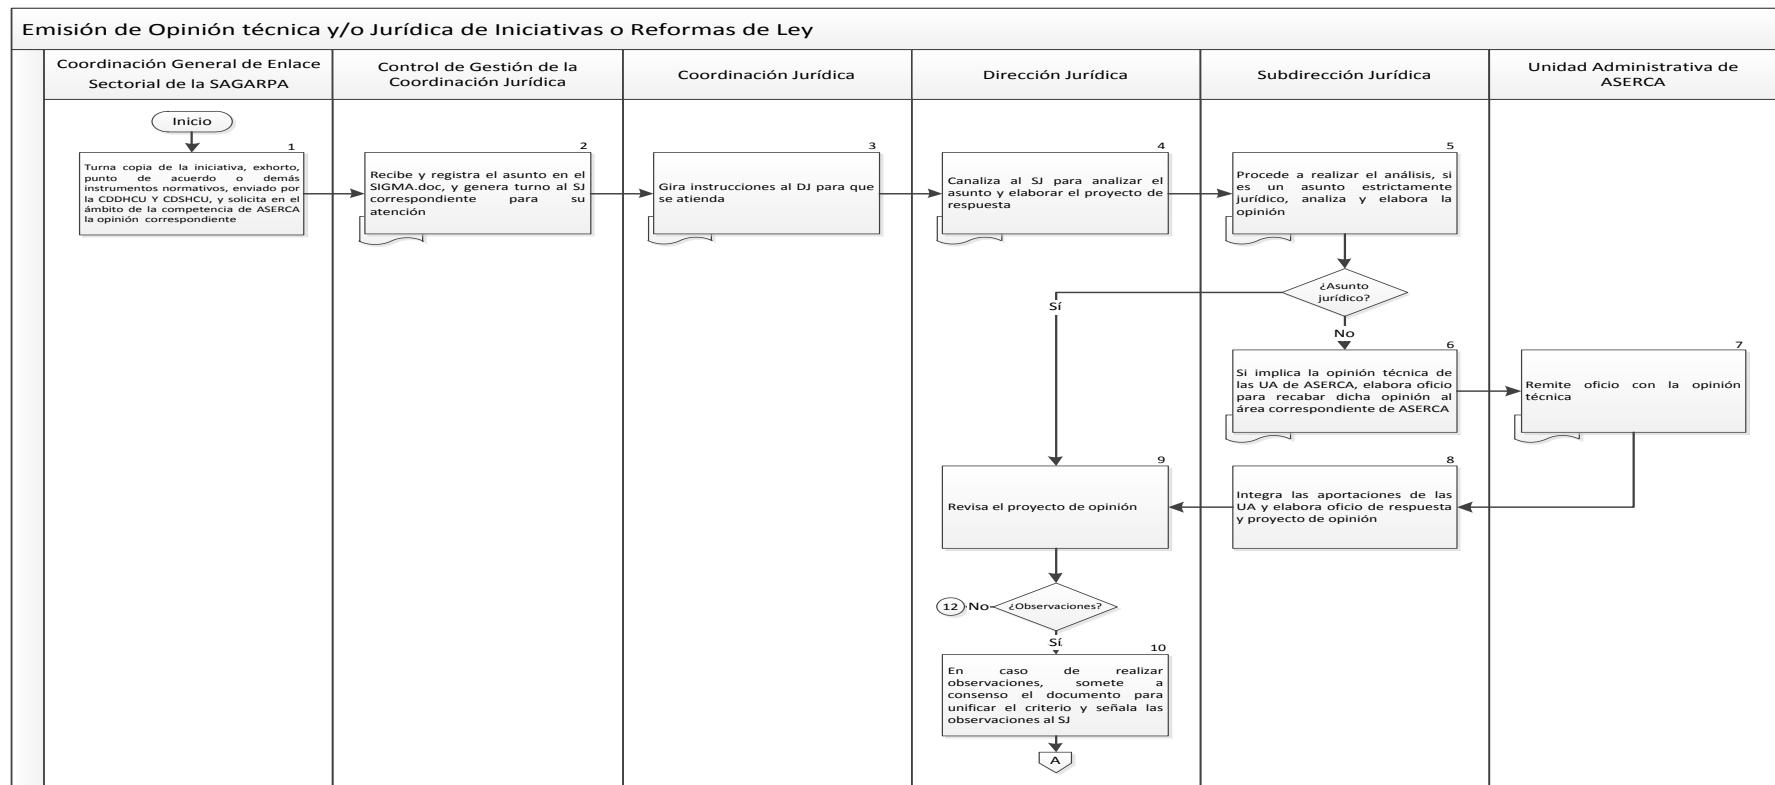 Emisión de Opinión técnica y/o Jurídica de Iniciativas o Reformas de Ley
Coordinación General de Enlace
Sectorial de la SAGARPA
Control de Gestión de la
Coordinación Jurídica
Coordinación Jurídica
Dirección Jurídica
Subdirección Jurídica
Unidad Administrativa de
ASERCA
Inicio
1
Turna copia de la iniciativa, exhorto,
punto de acuerdo o demás
instrumentos normativos, enviado por
la CDDHCU Y CDSHCU, y solicita en el
ámbito de la competencia de ASERCA
la opinión correspondiente
2
Recibe y registra el asunto en el
SIGMA.doc, y genera turno al SJ
correspondiente para su
atención
3
Gira instrucciones al DJ para que
se atienda
4
Canaliza al SJ para analizar el
asunto y elaborar el proyecto de
respuesta
5
Procede a realizar el análisis, si
es un asunto estrictamente
jurídico, analiza y elabora la
opinión
¿Asunto
jurídico?
Sí
No
6
Si implica la opinión técnica de
las UA de ASERCA, elabora oficio
para recabar dicha opinión al
área correspondiente de ASERCA
7
Remite oficio con la opinión
técnica
8
Integra las aportaciones de las
UA y elabora oficio de respuesta
y proyecto de opinión
9
Revisa el proyecto de opinión
¿Observaciones?
No
12
Sí
10
En caso de realizar
observaciones, somete a
consenso el documento para
unificar el criterio y señala las
observaciones al SJ
A